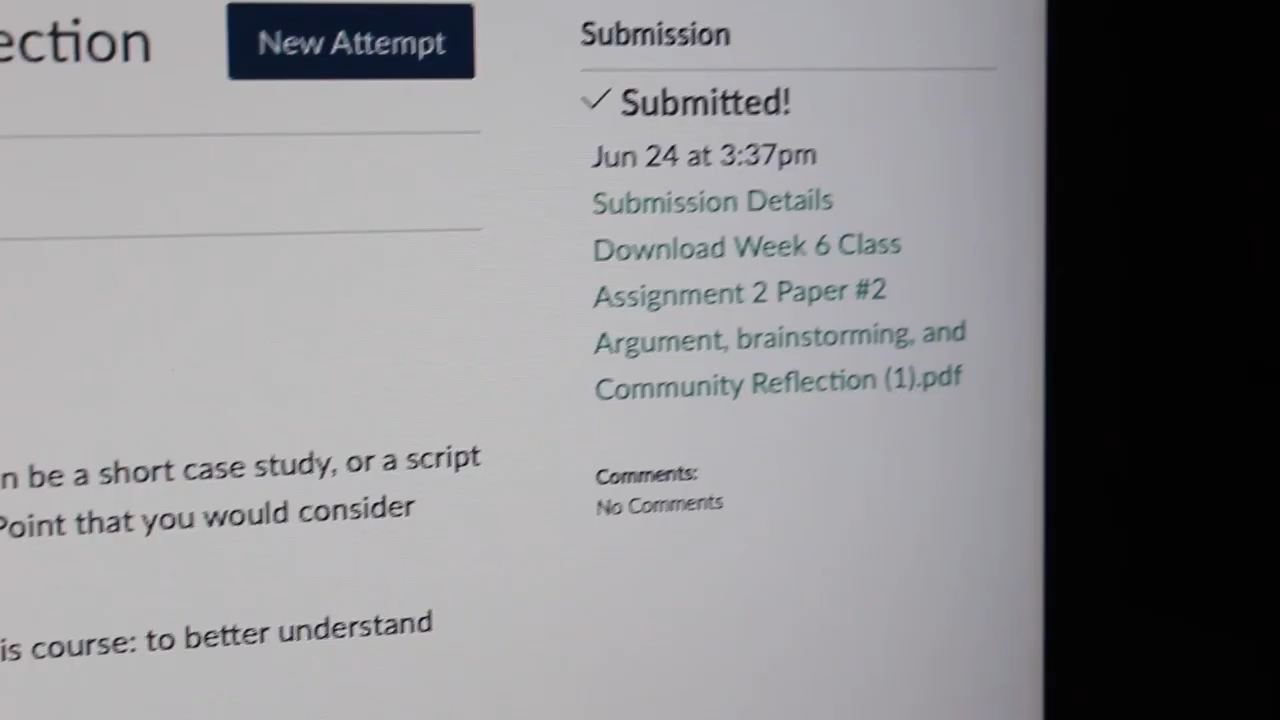 ection
New Attempt
Submission
✓ Submitted!
Jun 24 at 3:37pm
Submission Details
Download Week 6 Class
Assignment 2 Paper #2
Argument, brainstorming, and
Community Reflection (1).pdf
Comments:
No Comments
n be a short case study, or a script
Point that you would consider
is course: to better understand